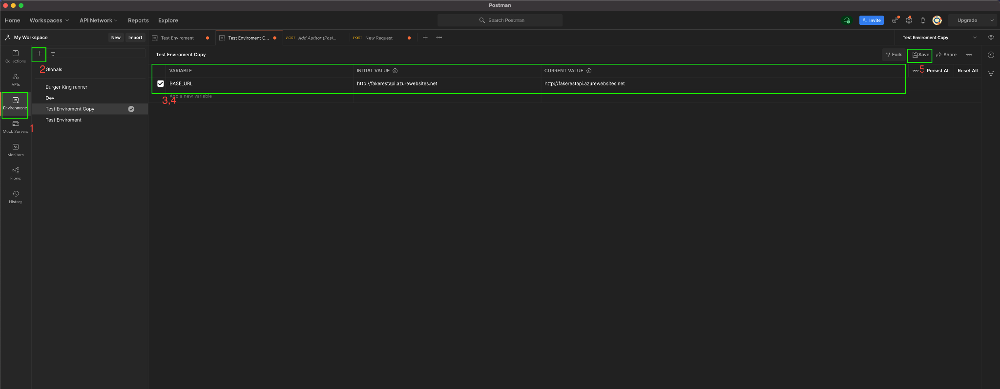 Postman
Home Workspaces API Network Reports Explore Search Postman Invite Upgrade
My Workspace New Import Test Enviroment Test Enviroment C... POST Add Author (Posi... POST New Request Test Enviroment Copy
Collections
2 Globals
APIs
Burger King runner
Dev
Environments
Test Enviroment Copy
Test Enviroment
Mock Servers 1
Monitors
Flows
History
Test Enviroment Copy Fork Save Share
VARIABLE INITIAL VALUE CURRENT VALUE 5 Persist All Reset All
BASE_URL http://fakerestapi.azurewebsites.net http://fakerestapi.azurewebsites.net
Add a new variable
3,4